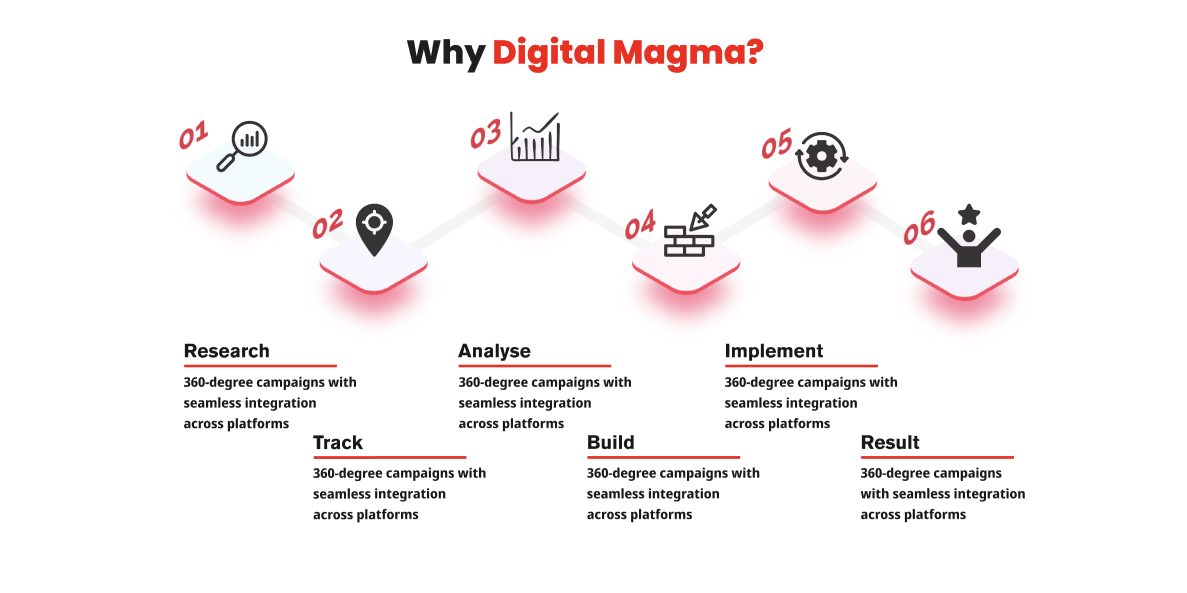 Why Digital Magma?
01
02
03
04
05
06
Research
360-degree campaigns with
seamless integration
across platforms
Track
360-degree campaigns with
seamless integration
across platforms
Analyse
360-degree campaigns with
seamless integration
across platforms
Build
360-degree campaigns with
seamless integration
across platforms
Implement
360-degree campaigns with
seamless integration
across platforms
Result
360-degree campaigns
with seamless integration
across platforms